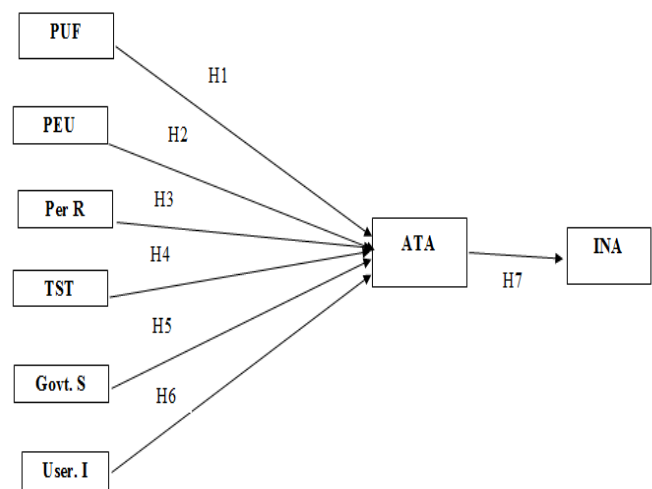 PUF
H1
PEU
H2
Per R
H3
TST
H4
Govt. S
H5
User. I
H6
ATA
H7
INA